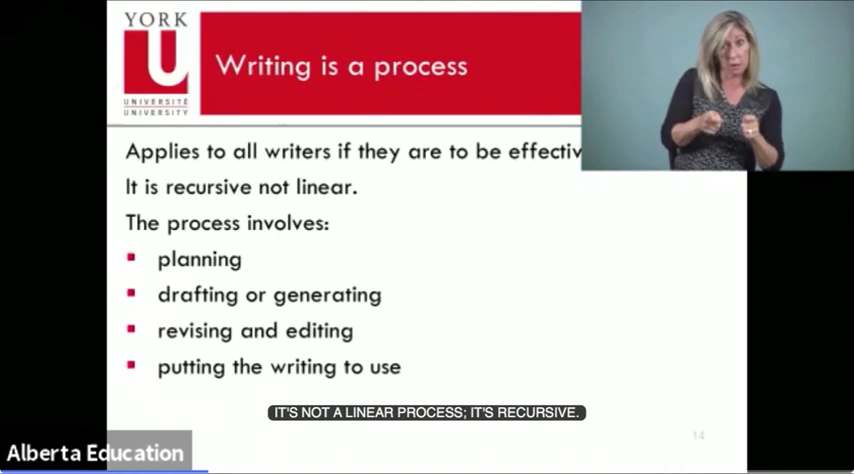 YORK
U
UNIVERSITÉ
UNIVERSITY
Writing is a process
Applies to all writers if they are to be effectiv
It is recursive not linear.
The process involves:
planning
drafting or generating
revising and editing
putting the writing to use
IT'S NOT A LINEAR PROCESS; IT'S RECURSIVE.
14
Alberta Education